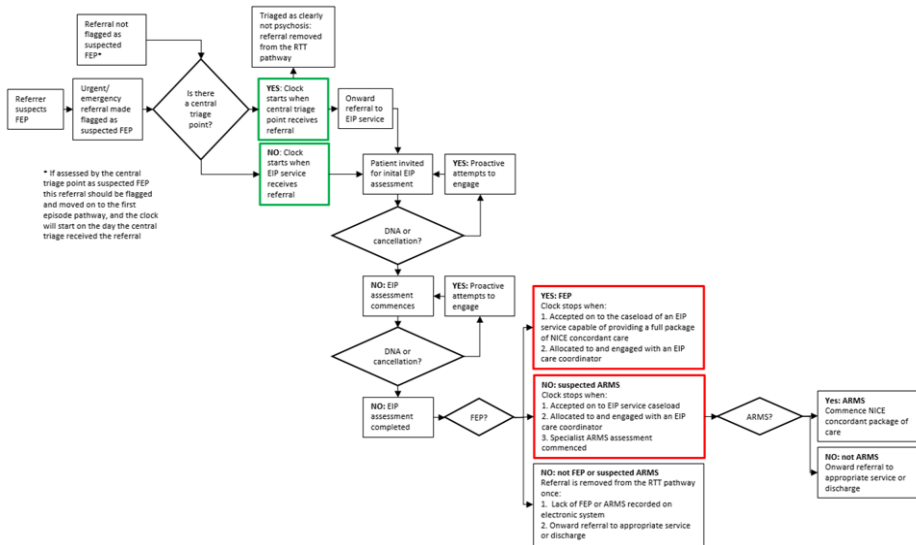 Referral not
flagged as
suspected
FEP*
Triaged as clearly
not psychosis:
referral removed
from the RTT
pathway
Referrer
suspects
FEP
Urgent/
emergency
referral made
flagged as
suspected FEP
Is there
a central
triage
point?
YES: Clock
starts when
central triage
point receives
referral
Onward
referral to
EIP service
NO: Clock
starts when
EIP service
receives
referral
Patient invited
for inital EIP
assessment
YES: Proactive
attempts to
engage
* If assessed by the central
triage point as suspected FEP
this referral should be flagged
and moved on to the first
episode pathway, and the clock
will start on the day the central
triage received the referral
DNA or
cancellation?
NO: EIP
assessment
commences
YES: Proactive
attempts to
engage
DNA or
cancellation?
NO: EIP
assessment
completed
FEP?
YES: FEP
Clock stops when:
1. Accepted on to the caseload of an EIP
service capable of providing a full package
of NICE concordant care
2. Allocated to and engaged with an EIP
care coordinator
NO: suspected ARMS
Clock stops when:
1. Accepted on to EIP service caseload
2. Allocated to and engaged with an EIP
care coordinator
3. Specialist ARMS assessment
commenced
NO: not FEP or suspected ARMS
Referral is removed from the RTT pathway
once:
1. Lack of FEP or ARMS recorded on
electronic system
2. Onward referral to appropriate service
or discharge
ARMS?
Yes: ARMS
Commence NICE
concordant package of
care
NO: not ARMS
Onward referral to
appropriate service or
discharge